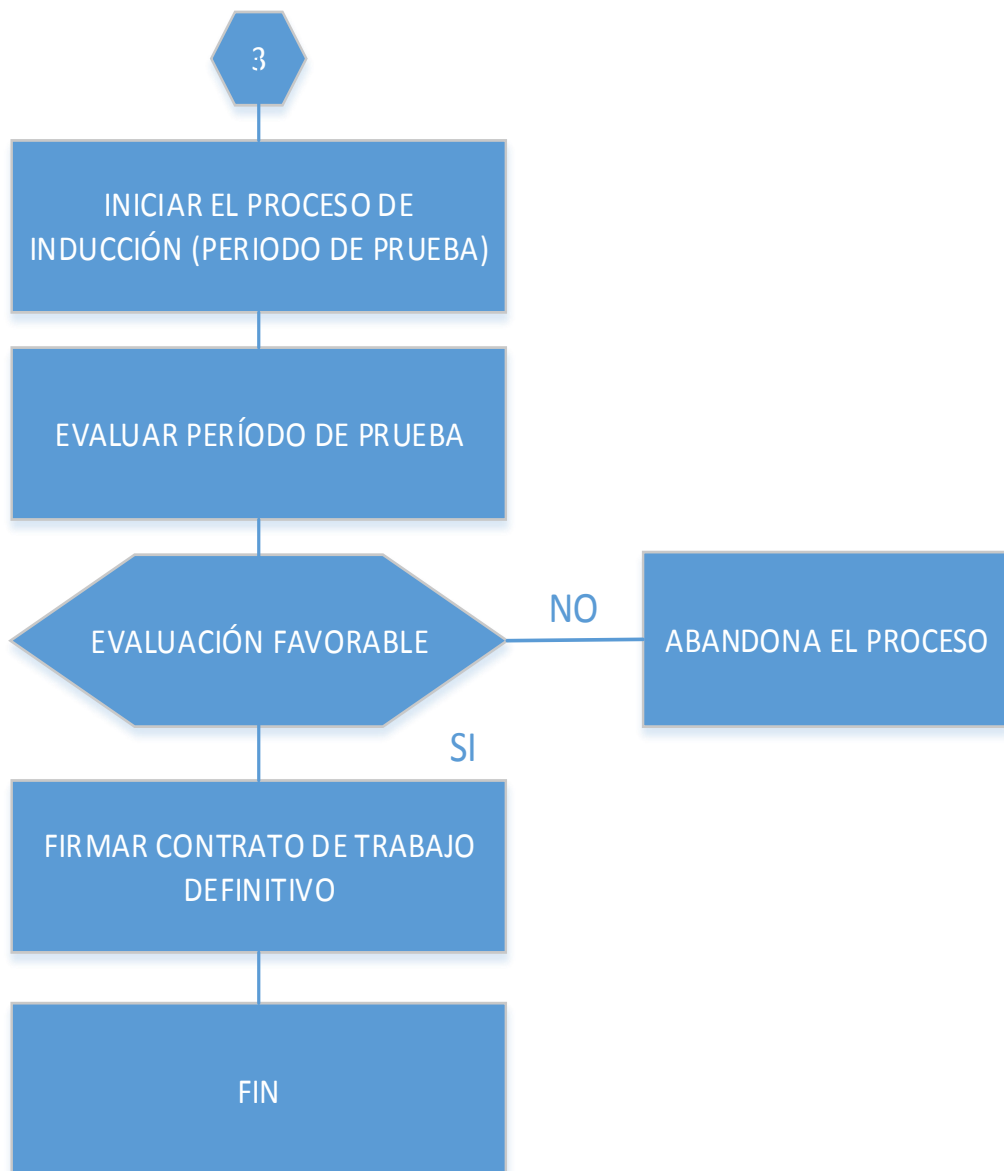 3
INICIAR EL PROCESO DE
INDUCCIÓN (PERIODO DE PRUEBA)
EVALUAR PERÍODO DE PRUEBA
EVALUACIÓN FAVORABLE
NO
ABANDONA EL PROCESO
SI
FIRMAR CONTRATO DE TRABAJO
DEFINITIVO
FIN